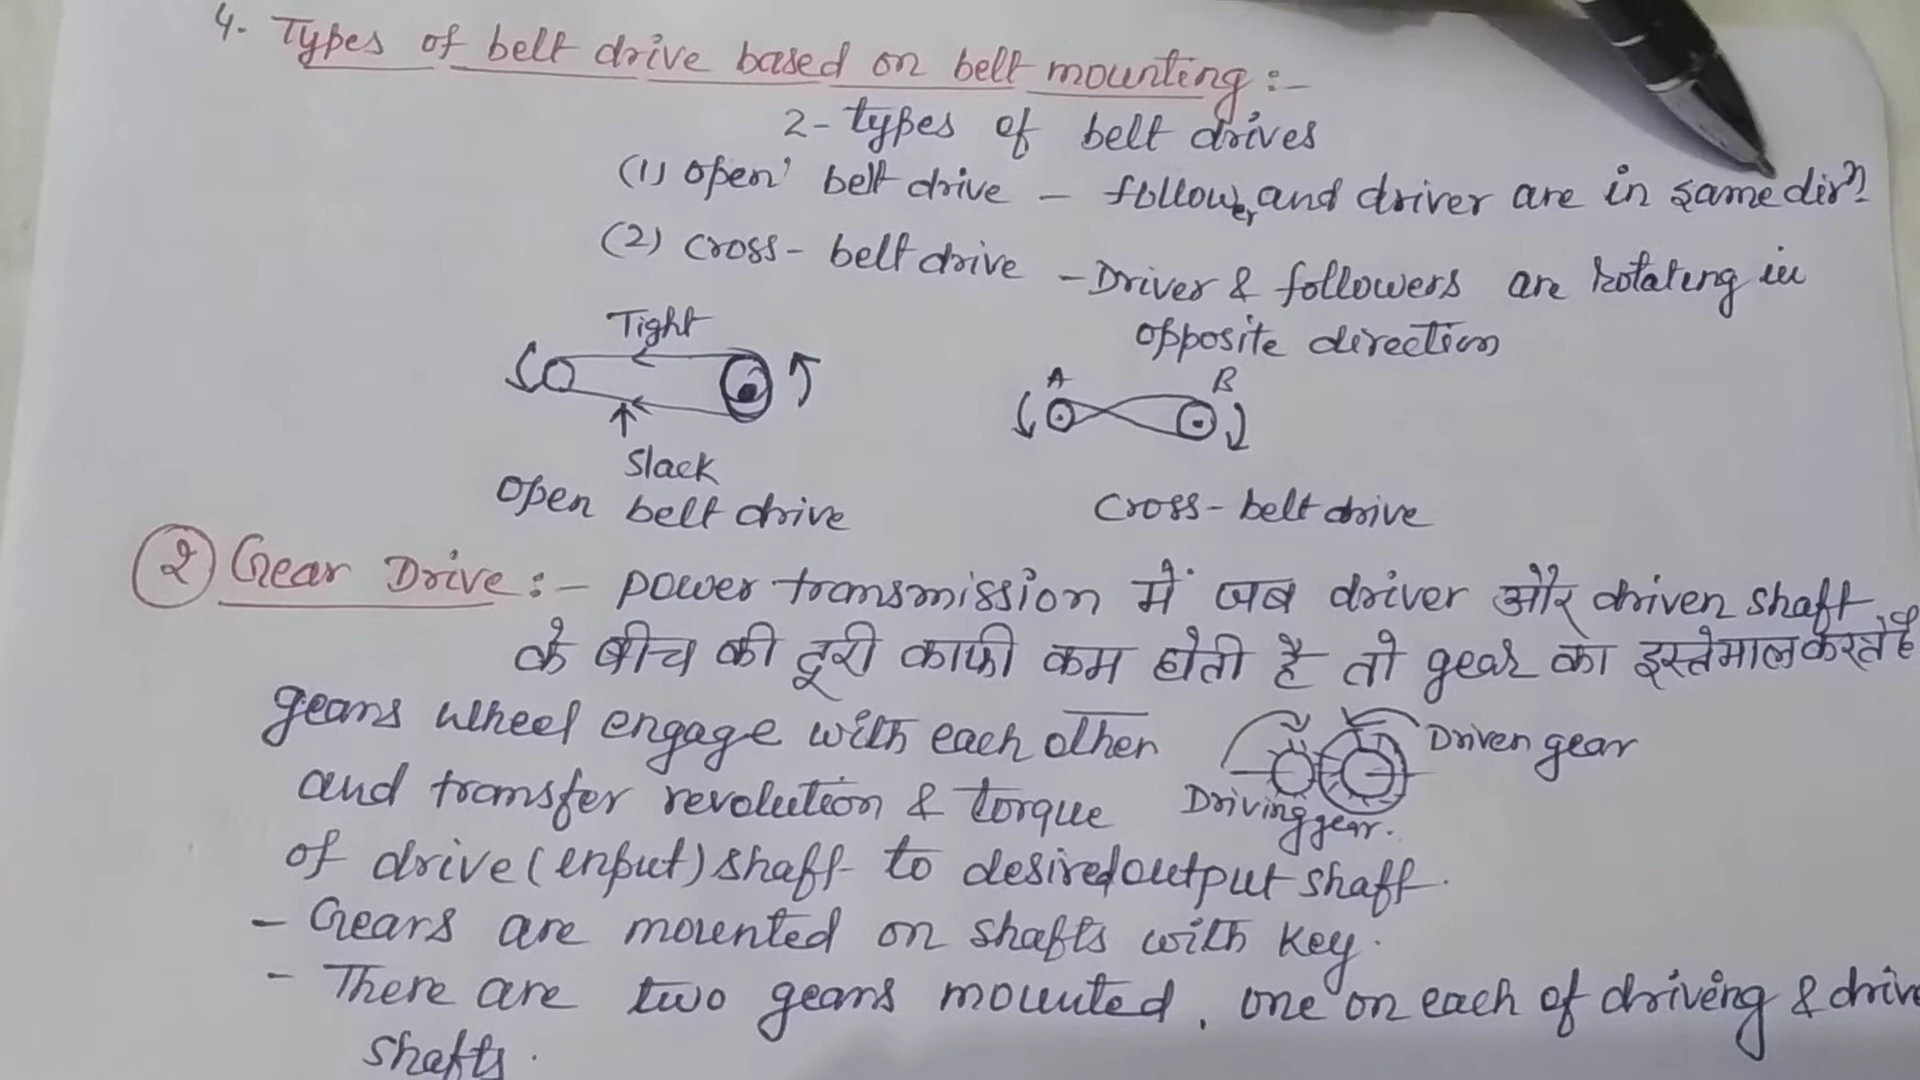 4. Types of belt drive based on belt mounting :-
2-types of belt drives
(1) open belt drive - follower and driver are in same dirⁿ
(2) cross-belt drive - Driver & followers are rotating in
opposite direction
Tight
Slack
open belt drive
A B
cross-belt drive
2 Gear Drive :- power transmission में जब driver और driven shaft
के बीच की दूरी काफी कम होती है तो gear का इस्तेमाल करते है
gears wheel engage with each other
Driven gear
and transfer revolution & torque
Driving gear.
of drive (input) shaft to desired output shaft.
- Gears are mounted on shafts with key.
- There are two gears mounted, one on each of driving & drive
shafts.